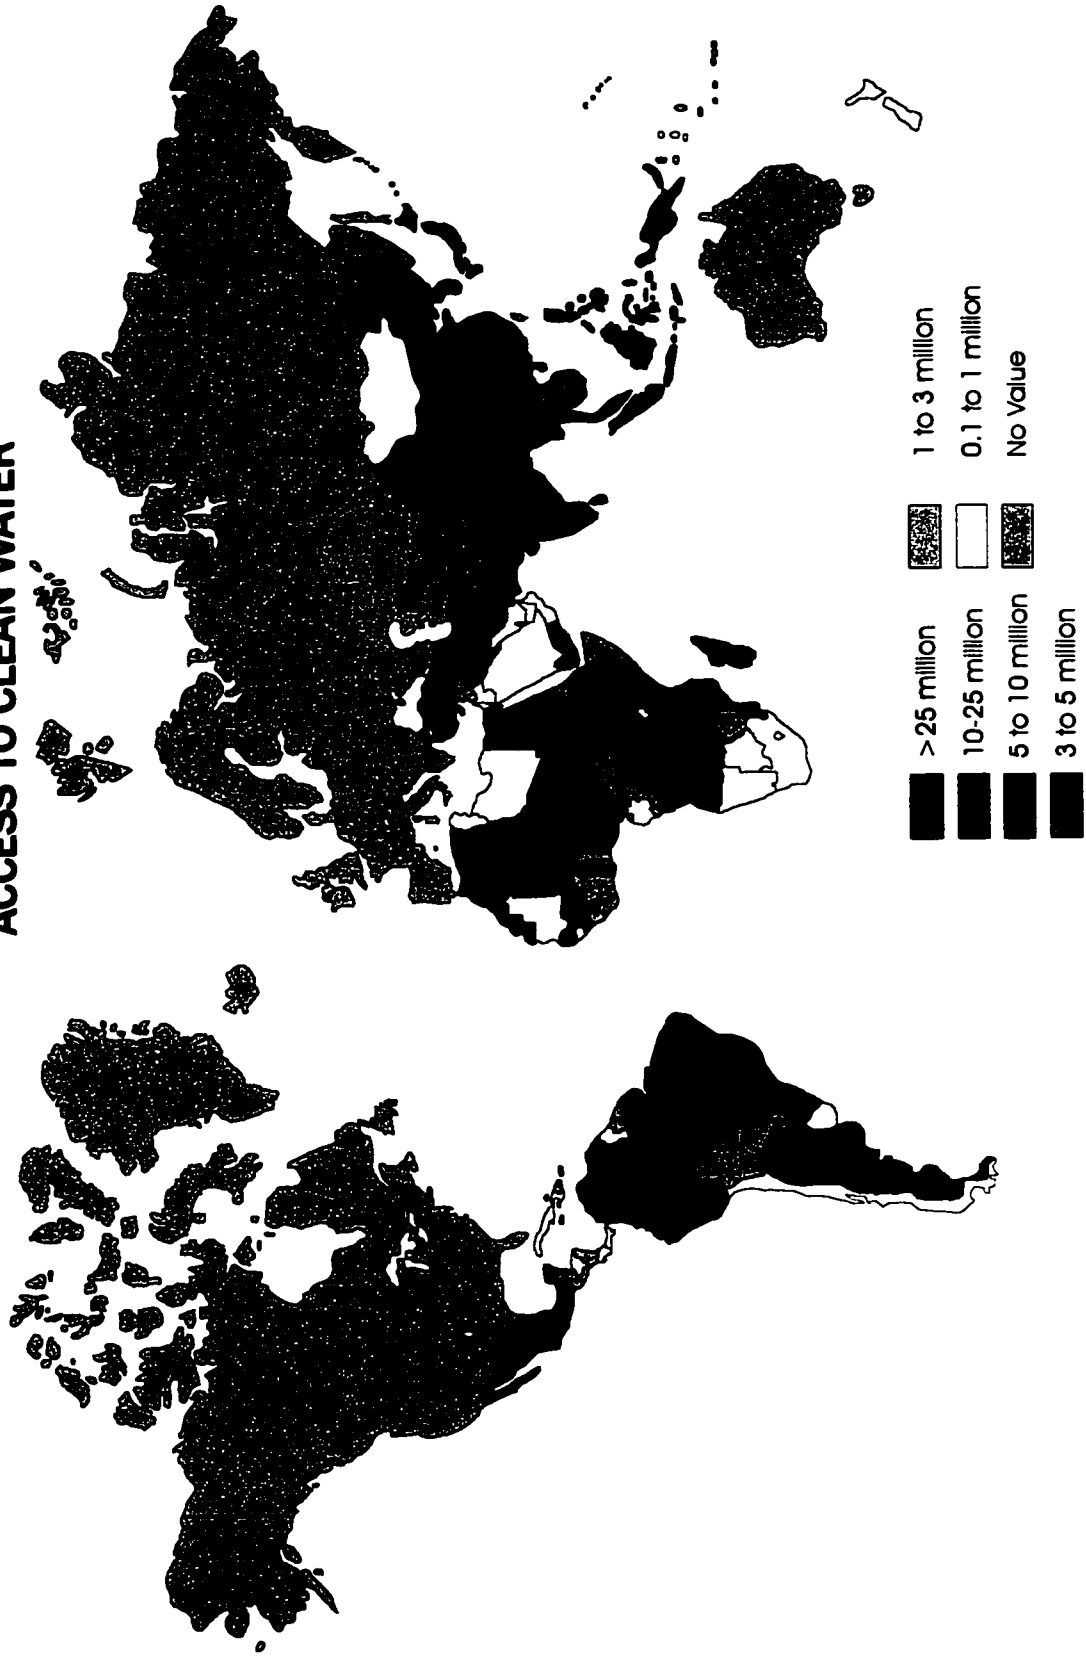 ACCESS TO CLEAN WATER
>25 million
10-25 million
5 to 10 million
3 to 5 million
1 to 3 million
0.1 to 1 million
No Value